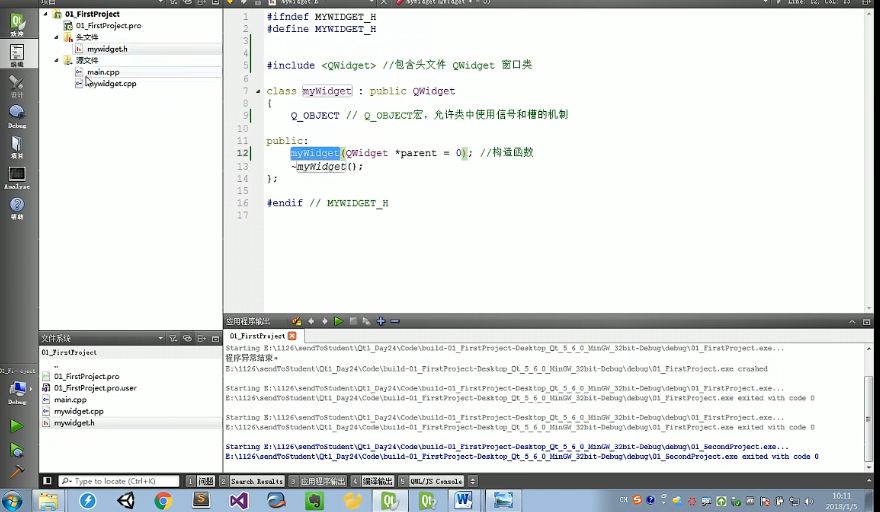 项目
01_FirstProject
01_FirstProject.pro
头文件
mywidget.h
源文件
main.cpp
mywidget.cpp
欢迎
编辑
设计
Debug
项目
Analyze
帮助
1 #ifndef MYWIDGET_H
2 #define MYWIDGET_H
3
4
5 #include <QWidget> //包含头文件 QWidget 窗口类
6
7 class myWidget : public QWidget
8 {
9 Q_OBJECT // Q_OBJECT宏，允许类中使用信号和槽的机制
10
11 public:
12 myWidget(QWidget *parent = 0); //构造函数
13 ~myWidget();
14 };
15
16 #endif // MYWIDGET_H
17
文件系统
01_FirstProject
..
01_FirstProject.pro
01_FirstProject.pro.user
main.cpp
mywidget.cpp
mywidget.h
Debug
应用程序输出
01_FirstProject
Starting E:\1126\sendToStudent\Qt1_Day24\Code\build-01_FirstProject-Desktop_Qt_5_6_0_MinGW_32bit-Debug\debug\01_FirstProject.exe...
程序异常结束。
E:\1126\sendToStudent\Qt1_Day24\Code\build-01_FirstProject-Desktop_Qt_5_6_0_MinGW_32bit-Debug\debug\01_FirstProject.exe crashed
Starting E:\1126\sendToStudent\Qt1_Day24\Code\build-01_FirstProject-Desktop_Qt_5_6_0_MinGW_32bit-Debug\debug\01_FirstProject.exe...
E:\1126\sendToStudent\Qt1_Day24\Code\build-01_FirstProject-Desktop_Qt_5_6_0_MinGW_32bit-Debug\debug\01_FirstProject.exe exited with code 0
Starting E:\1126\sendToStudent\Qt1_Day24\Code\build-01_FirstProject-Desktop_Qt_5_6_0_MinGW_32bit-Debug\debug\01_FirstProject.exe...
E:\1126\sendToStudent\Qt1_Day24\Code\build-01_FirstProject-Desktop_Qt_5_6_0_MinGW_32bit-Debug\debug\01_FirstProject.exe exited with code 0
Starting E:\1126\sendToStudent\Qt1_Day24\Code\build-01_FirstProject-Desktop_Qt_5_6_0_MinGW_32bit-Debug\debug\01_SecondProject.exe...
E:\1126\sendToStudent\Qt1_Day24\Code\build-01_FirstProject-Desktop_Qt_5_6_0_MinGW_32bit-Debug\debug\01_SecondProject.exe exited with code 0
Type to locate (Ctrl+K) 1 问题 2 Search Results 3 应用程序输出 4 编译输出 5 QML/JS Console
CH
10:11
2018/1/5